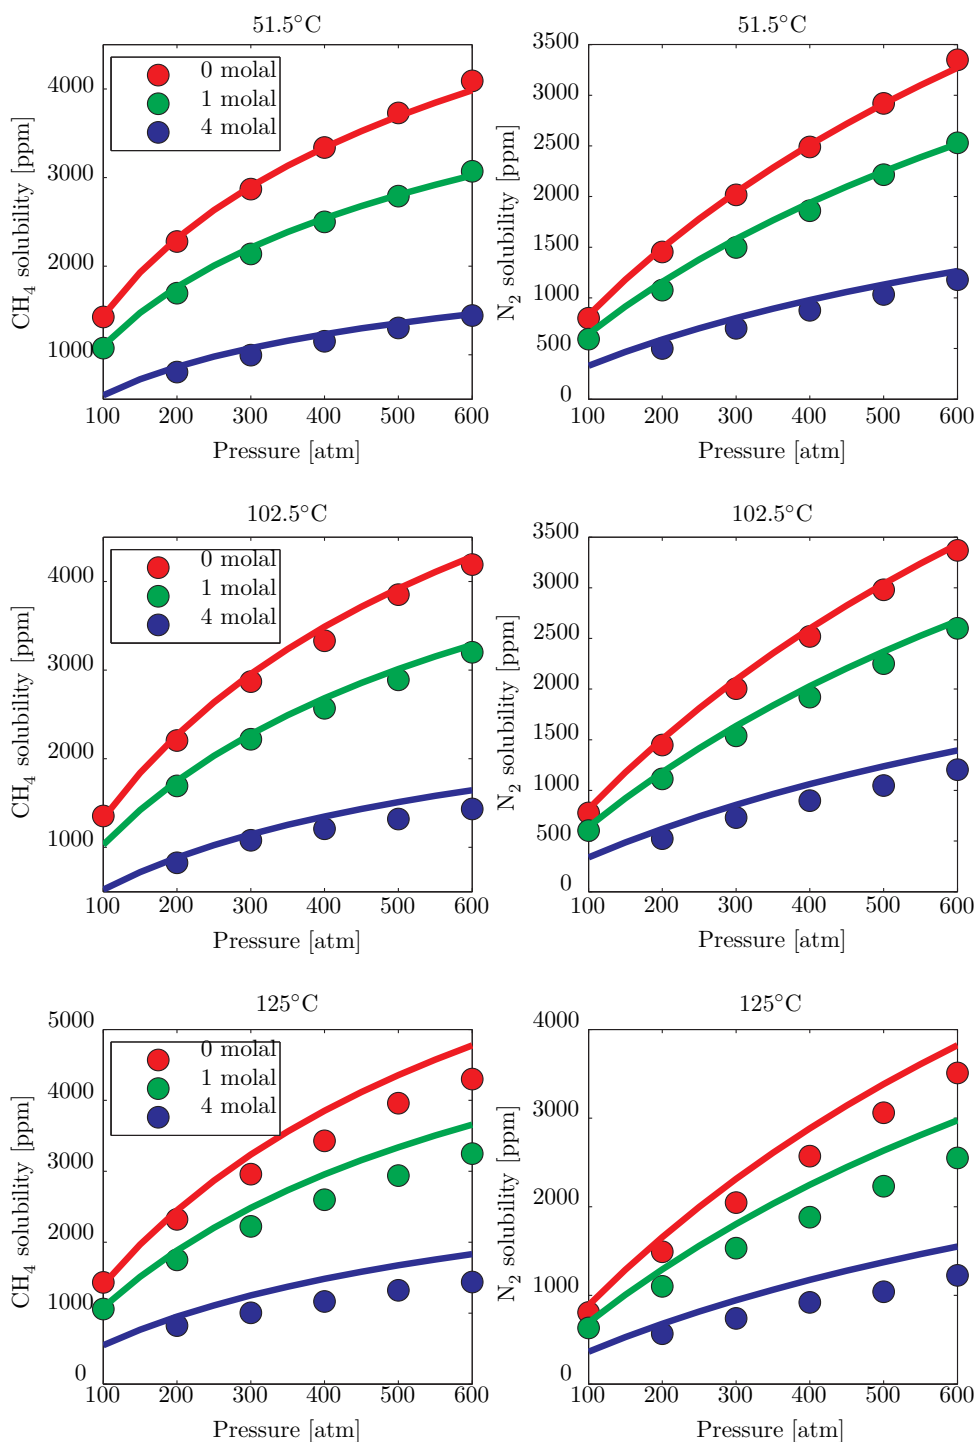 51.5°C
CH4 solubility [ppm]
4000
3000
2000
1000
0 molal
1 molal
4 molal
100 200 300 400 500 600
Pressure [atm]
51.5°C
N2 solubility [ppm]
3500
3000
2500
2000
1500
1000
500
0
100 200 300 400 500 600
Pressure [atm]
102.5°C
CH4 solubility [ppm]
4000
3000
2000
1000
0 molal
1 molal
4 molal
100 200 300 400 500 600
Pressure [atm]
102.5°C
N2 solubility [ppm]
3500
3000
2500
2000
1500
1000
500
0
100 200 300 400 500 600
Pressure [atm]
125°C
CH4 solubility [ppm]
5000
4000
3000
2000
1000
0
0 molal
1 molal
4 molal
100 200 300 400 500 600
Pressure [atm]
125°C
N2 solubility [ppm]
4000
3000
2000
1000
0
100 200 300 400 500 600
Pressure [atm]